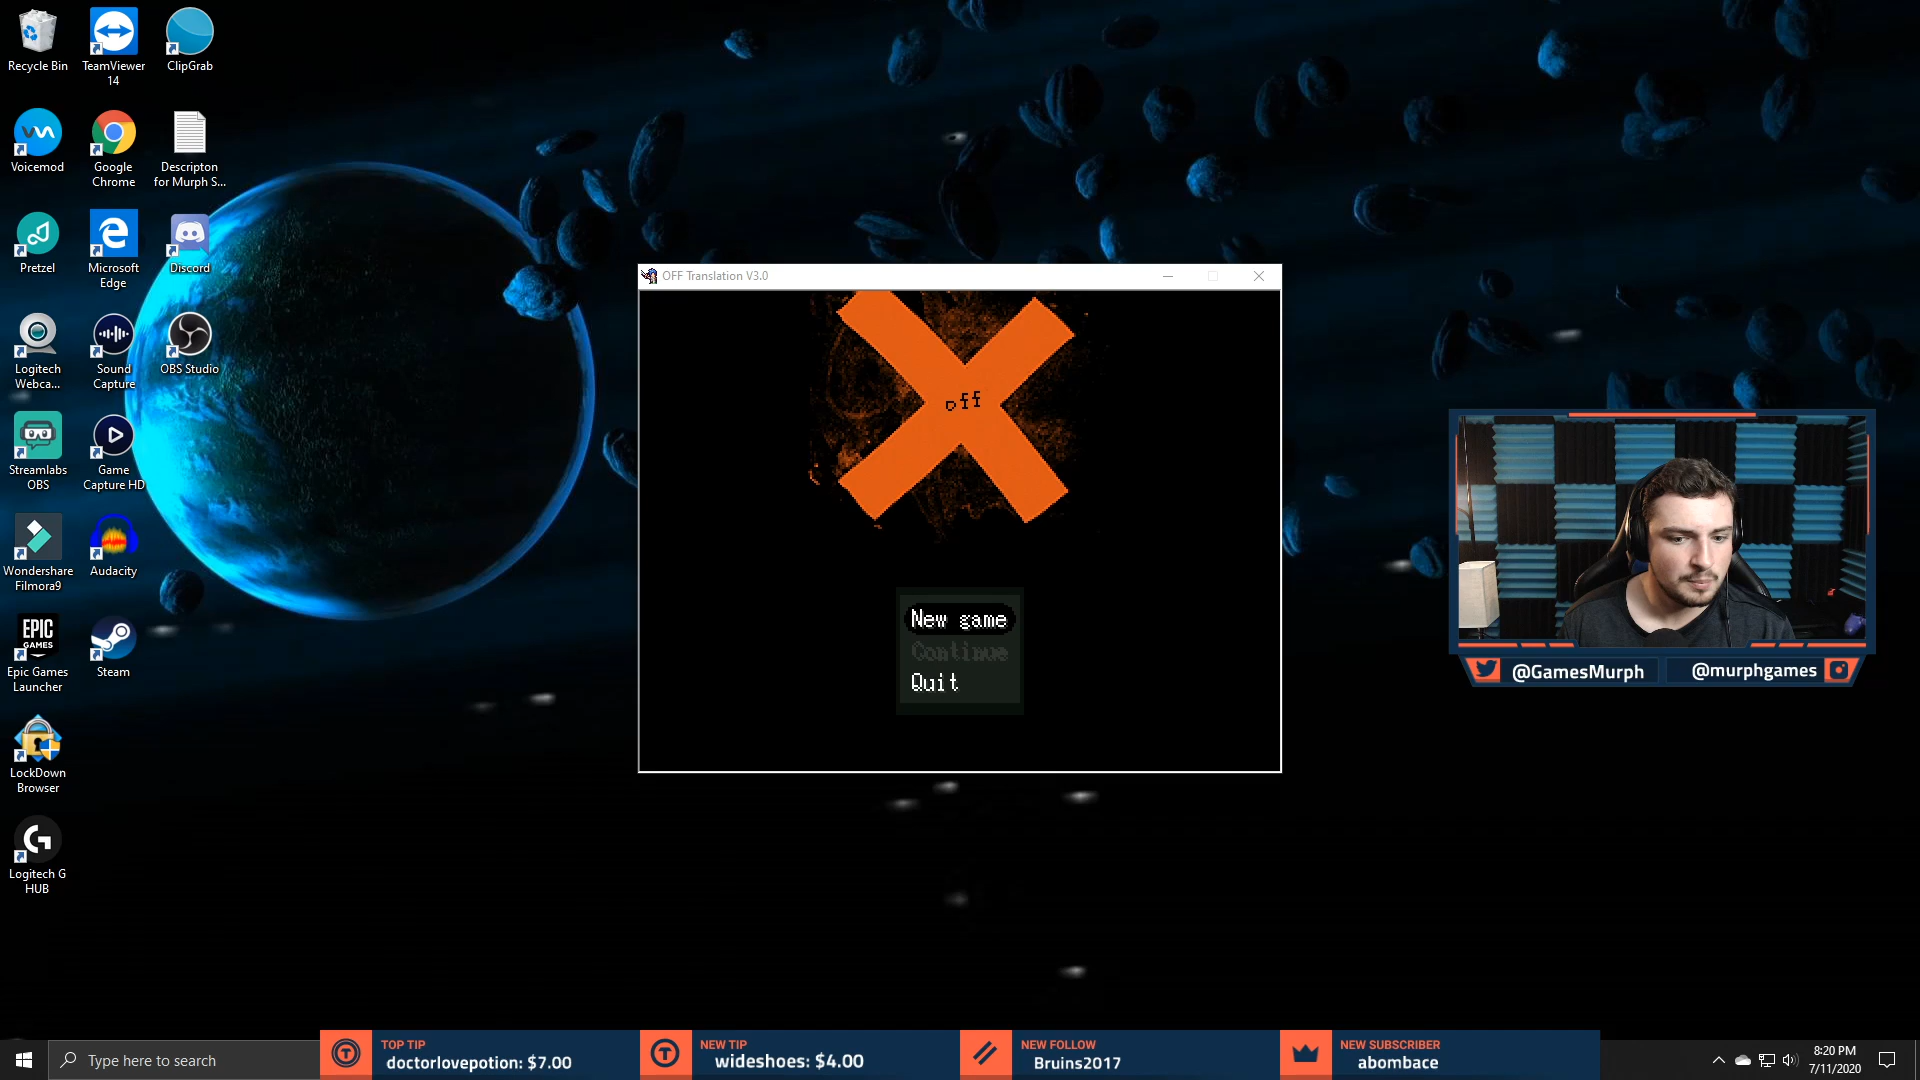 Recycle Bin
TeamViewer
14
ClipGrab
Voicemod
Google
Chrome
Descripton
for Murph S...
Pretzel
Microsoft
Edge
Discord
Logitech
Webca...
Sound
Capture
OBS Studio
Streamlabs
OBS
Game
Capture HD
Wondershare
Filmora9
Audacity
EPIC
GAMES
Epic Games
Launcher
Steam
LockDown
Browser
Logitech G
HUB
OFF Translation V3.0
off
New game
Continue
Quit
@GamesMurph
@murphgames
Type here to search
TOP TIP
doctorlovepotion: $7.00
NEW TIP
wideshoes: $4.00
NEW FOLLOW
Bruins2017
NEW SUBSCRIBER
abombace
8:20 PM
7/11/2020